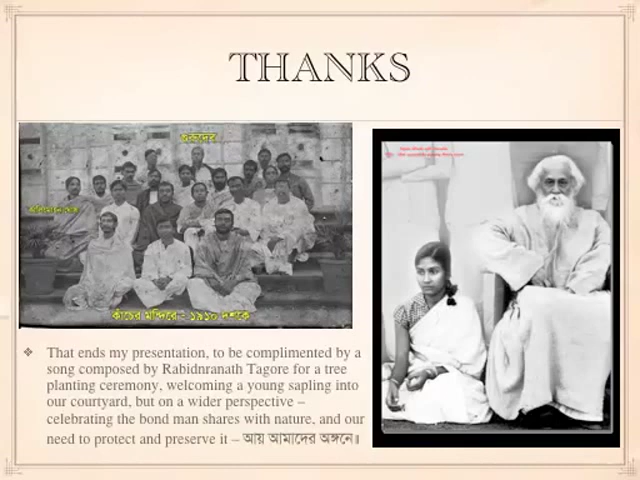 THANKS
গুরুদেব
কাঁচের মন্দিরে - ১৯১০ দশকে
❖ That ends my presentation, to be complimented by a
song composed by Rabidnranath Tagore for a tree
planting ceremony, welcoming a young sapling into
our courtyard, but on a wider perspective –
celebrating the bond man shares with nature, and our
need to protect and preserve it – আয় আমাদের অঙ্গনে॥